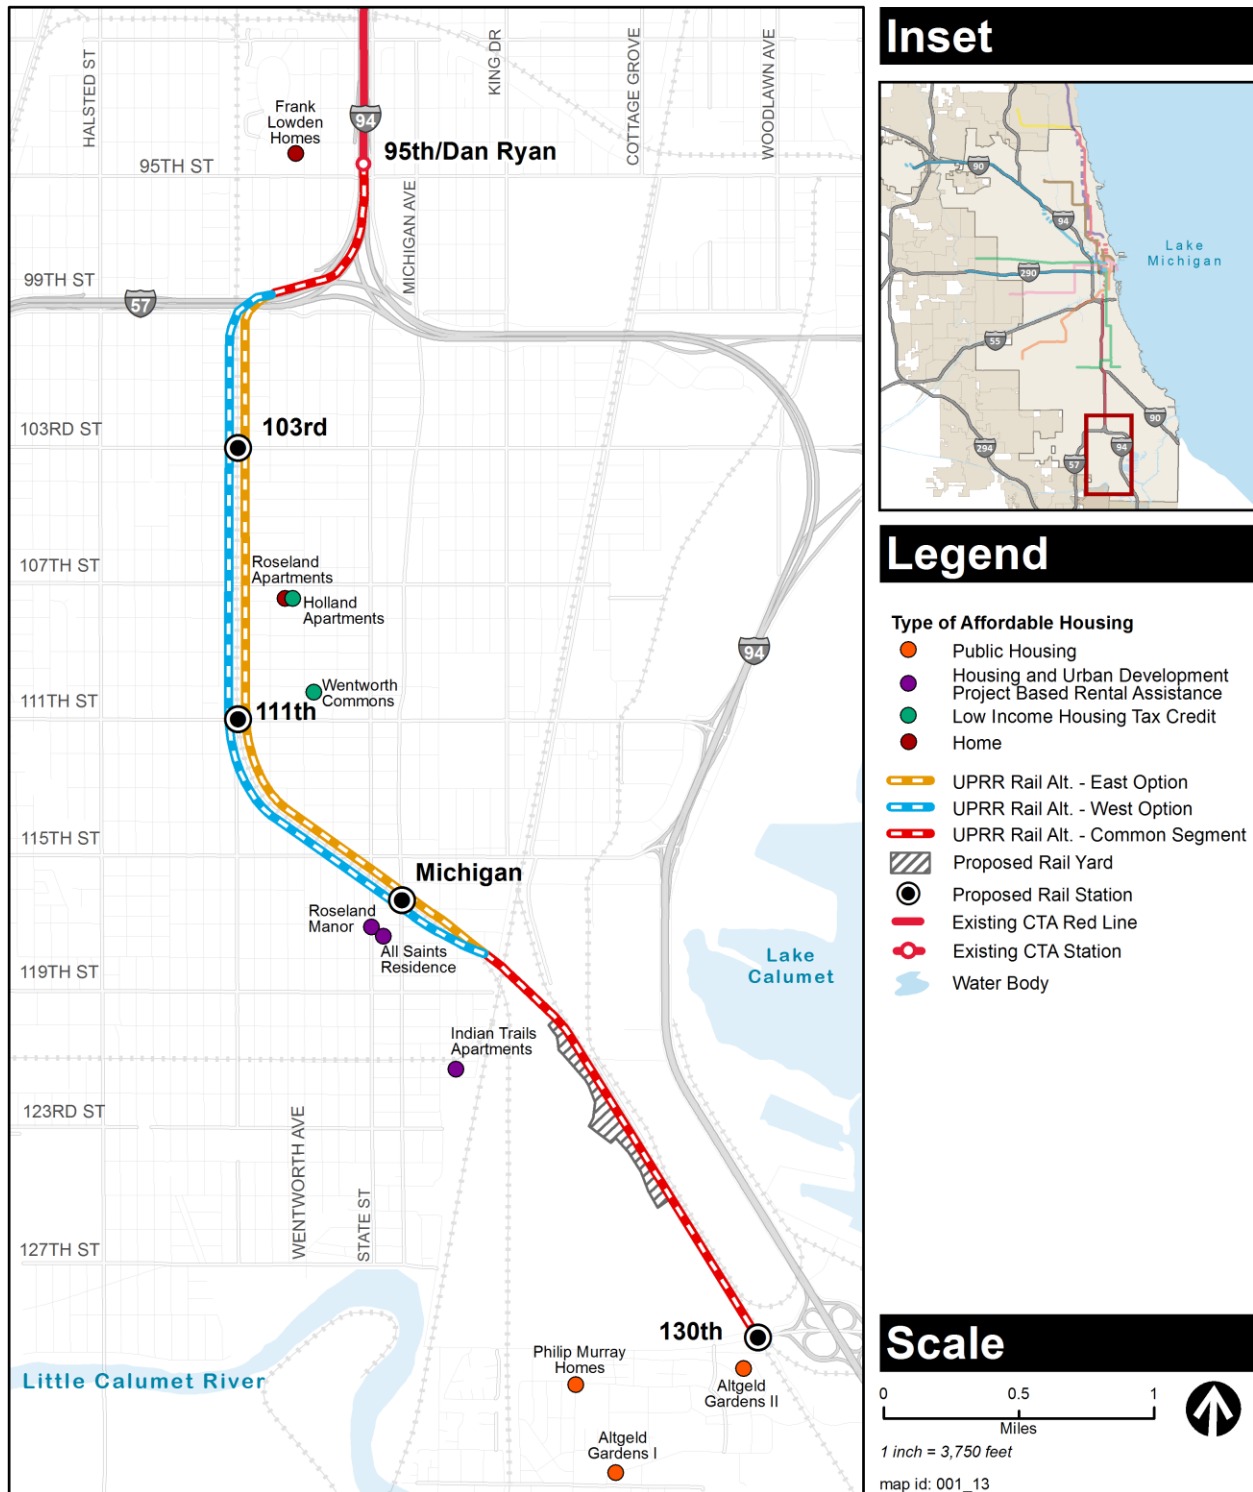 HALSTED ST
KING DR
COTTAGE GROVE
WOODLAWN AVE
Frank
Lowden
Homes
94
95th/Dan Ryan
95TH ST
MICHIGAN AVE
99TH ST
57
103RD ST
103rd
107TH ST
Roseland
Apartments
Holland
Apartments
94
111TH ST
Wentworth
Commons
111th
115TH ST
Michigan
Roseland
Manor
All Saints
Residence
119TH ST
Lake
Calumet
Indian Trails
Apartments
123RD ST
WENTWORTH AVE
STATE ST
127TH ST
130th
Philip Murray
Homes
Altgeld
Gardens II
Little Calumet River
Altgeld
Gardens I
Inset
90
94
Lake
Michigan
290
55
90
294
57
94
Legend
Type of Affordable Housing
Public Housing
Housing and Urban Development
Project Based Rental Assistance
Low Income Housing Tax Credit
Home
UPRR Rail Alt. - East Option
UPRR Rail Alt. - West Option
UPRR Rail Alt. - Common Segment
Proposed Rail Yard
Proposed Rail Station
Existing CTA Red Line
Existing CTA Station
Water Body
Scale
0 0.5 1
Miles
1 inch = 3,750 feet
map id: 001_13